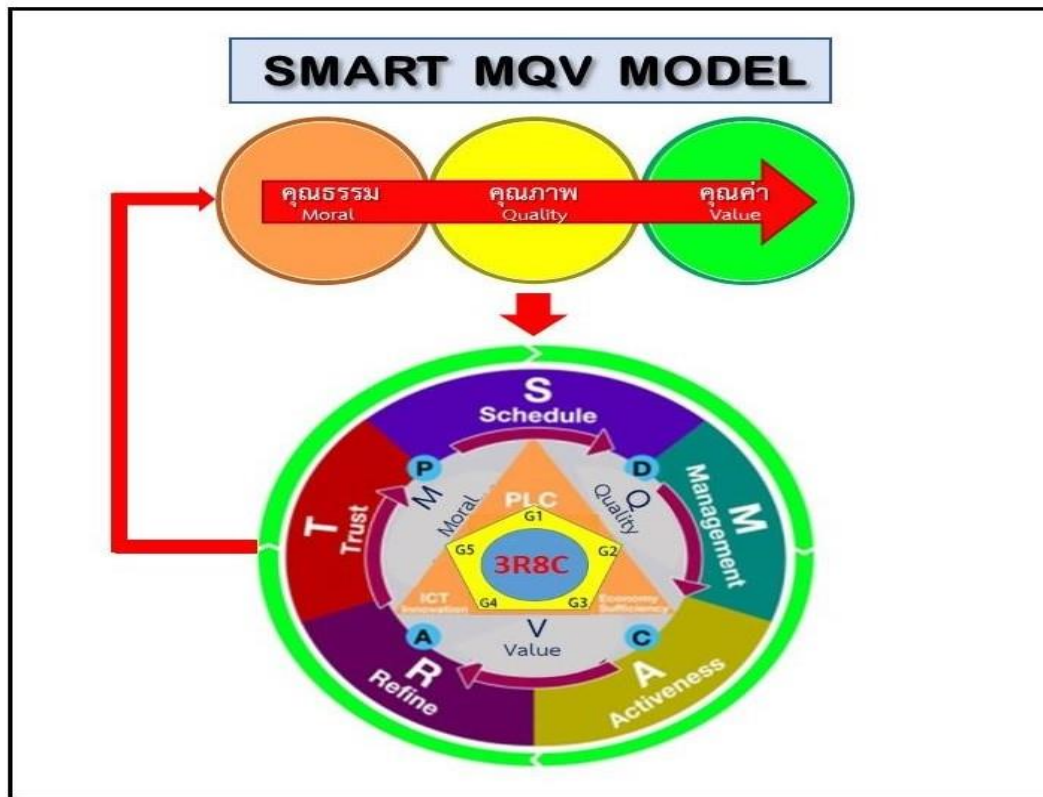 SMART MQV MODEL
คุณธรรม
Moral
คุณภาพ
Quality
คุณค่า
Value
S
Schedule
M
Management
A
Activeness
R
Refine
T
Trust
P
D
C
A
M
Moral
Q
Quality
V
Value
PLC
ICT
Innovation
Economy
Sufficiency
G1
G2
G3
G4
G5
3R8C